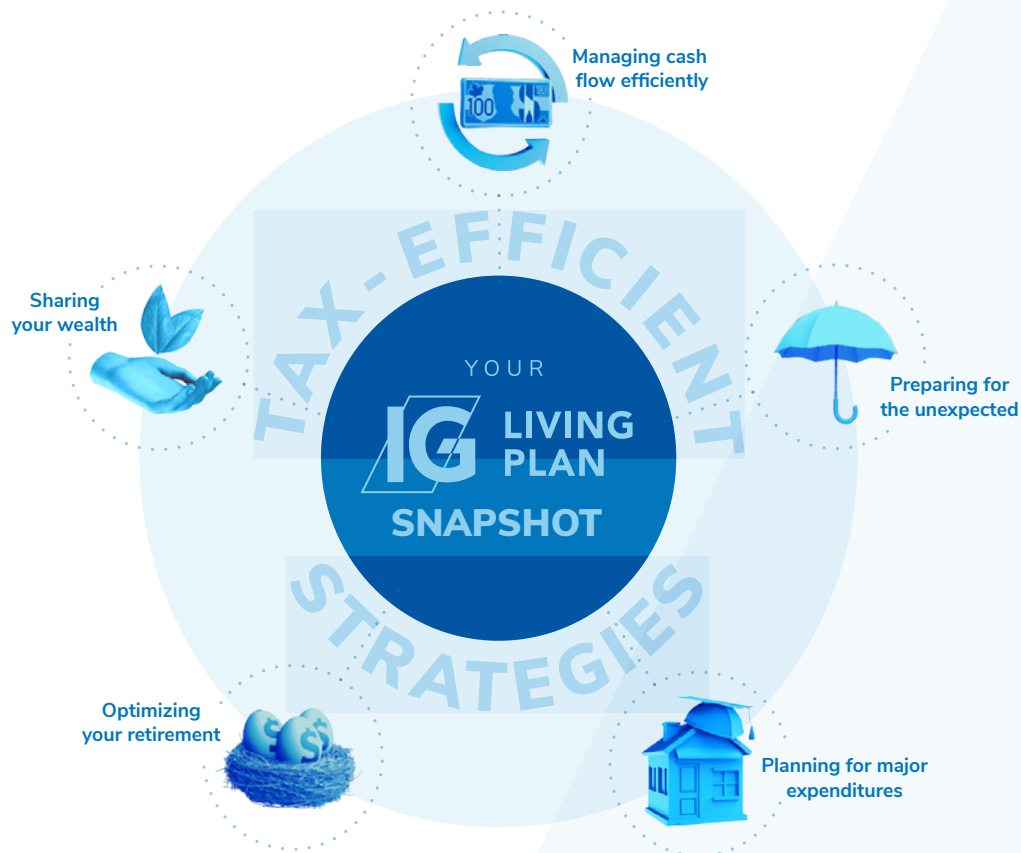 Managing cash
flow efficiently
100
TAX-EFFICIENT
Sharing
your wealth
YOUR
IG LIVING
PLAN
SNAPSHOT
Preparing for
the unexpected
STRATEGIES
Optimizing
your retirement
$ $ $
Planning for major
expenditures